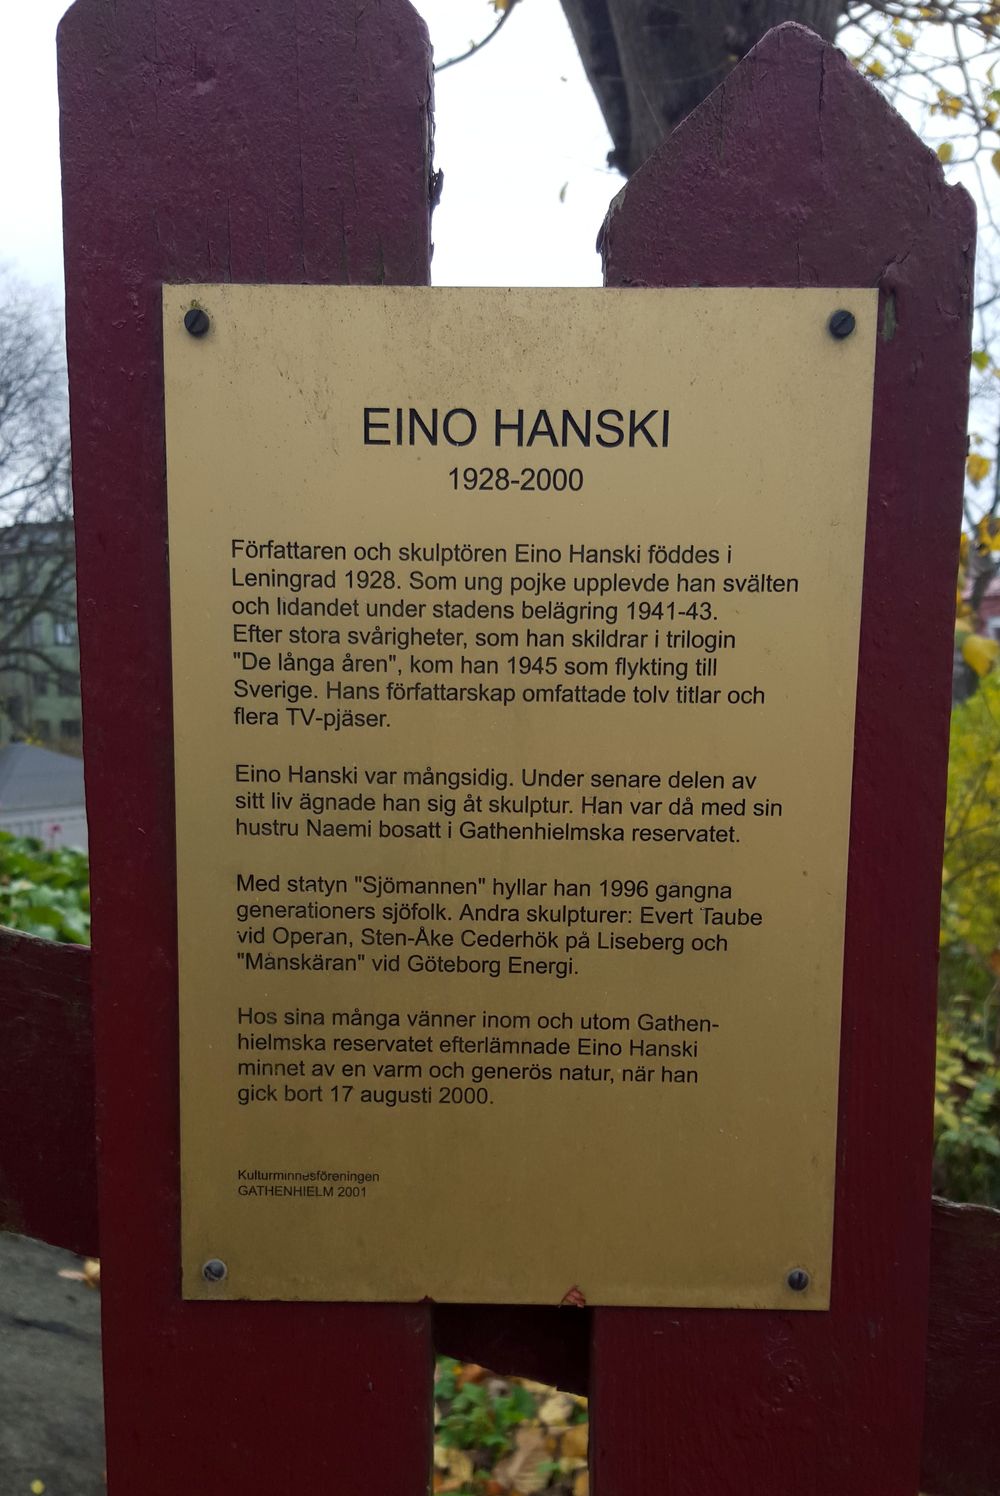 EINO HANSKI
1928-2000
Författaren och skulptören Eino Hanski föddes i
Leningrad 1928. Som ung pojke upplevde han svälten
och lidandet under stadens belägring 1941-43.
Efter stora svårigheter, som han skildrar i trilogin
"De långa åren", kom han 1945 som flykting till
Sverige. Hans författarskap omfattade tolv titlar och
flera TV-pjäser.
Eino Hanski var mångsidig. Under senare delen av
sitt liv ägnade han sig åt skulptur. Han var då med sin
hustru Naemi bosatt i Gathenhielmska reservatet.
Med statyn "Sjömannen" hyllar han 1996 gångna
generationers sjöfolk. Andra skulpturer: Evert Taube
vid Operan, Sten-Åke Cederhök på Liseberg och
"Månskäran" vid Göteborg Energi.
Hos sina många vänner inom och utom Gathen-
hielmska reservatet efterlämnade Eino Hanski
minnet av en varm och generös natur, när han
gick bort 17 augusti 2000.
Kulturminnesföreningen
GATHENHIELM 2001